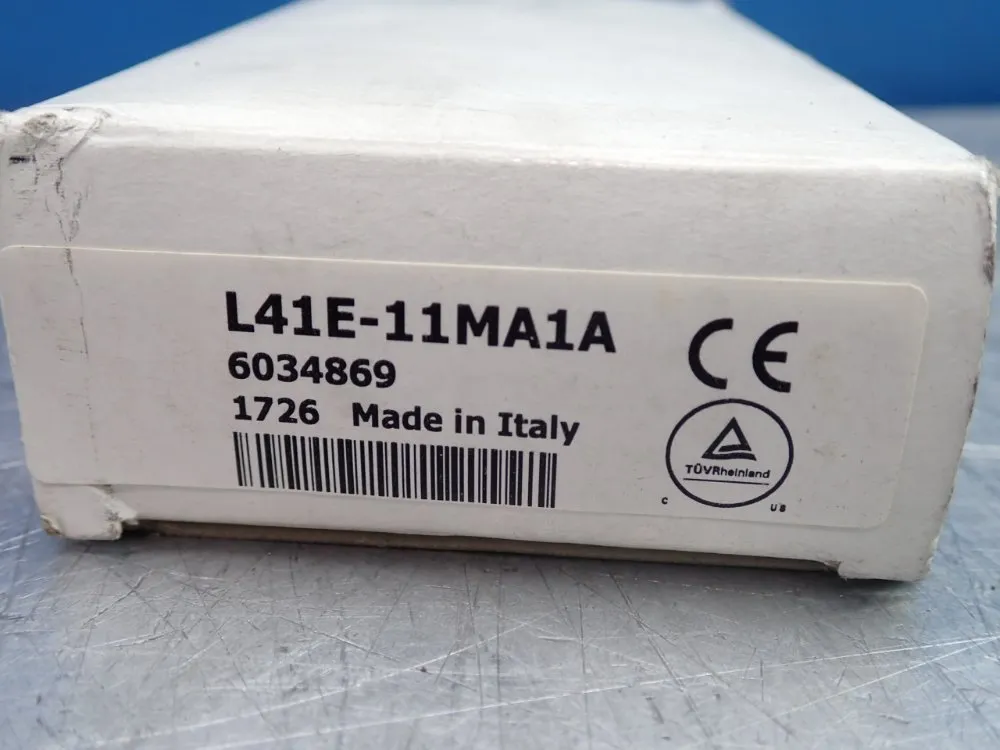 L41E-11MA1A
6034869
1726 Made in Italy
CE
TÜVRheinland
C US